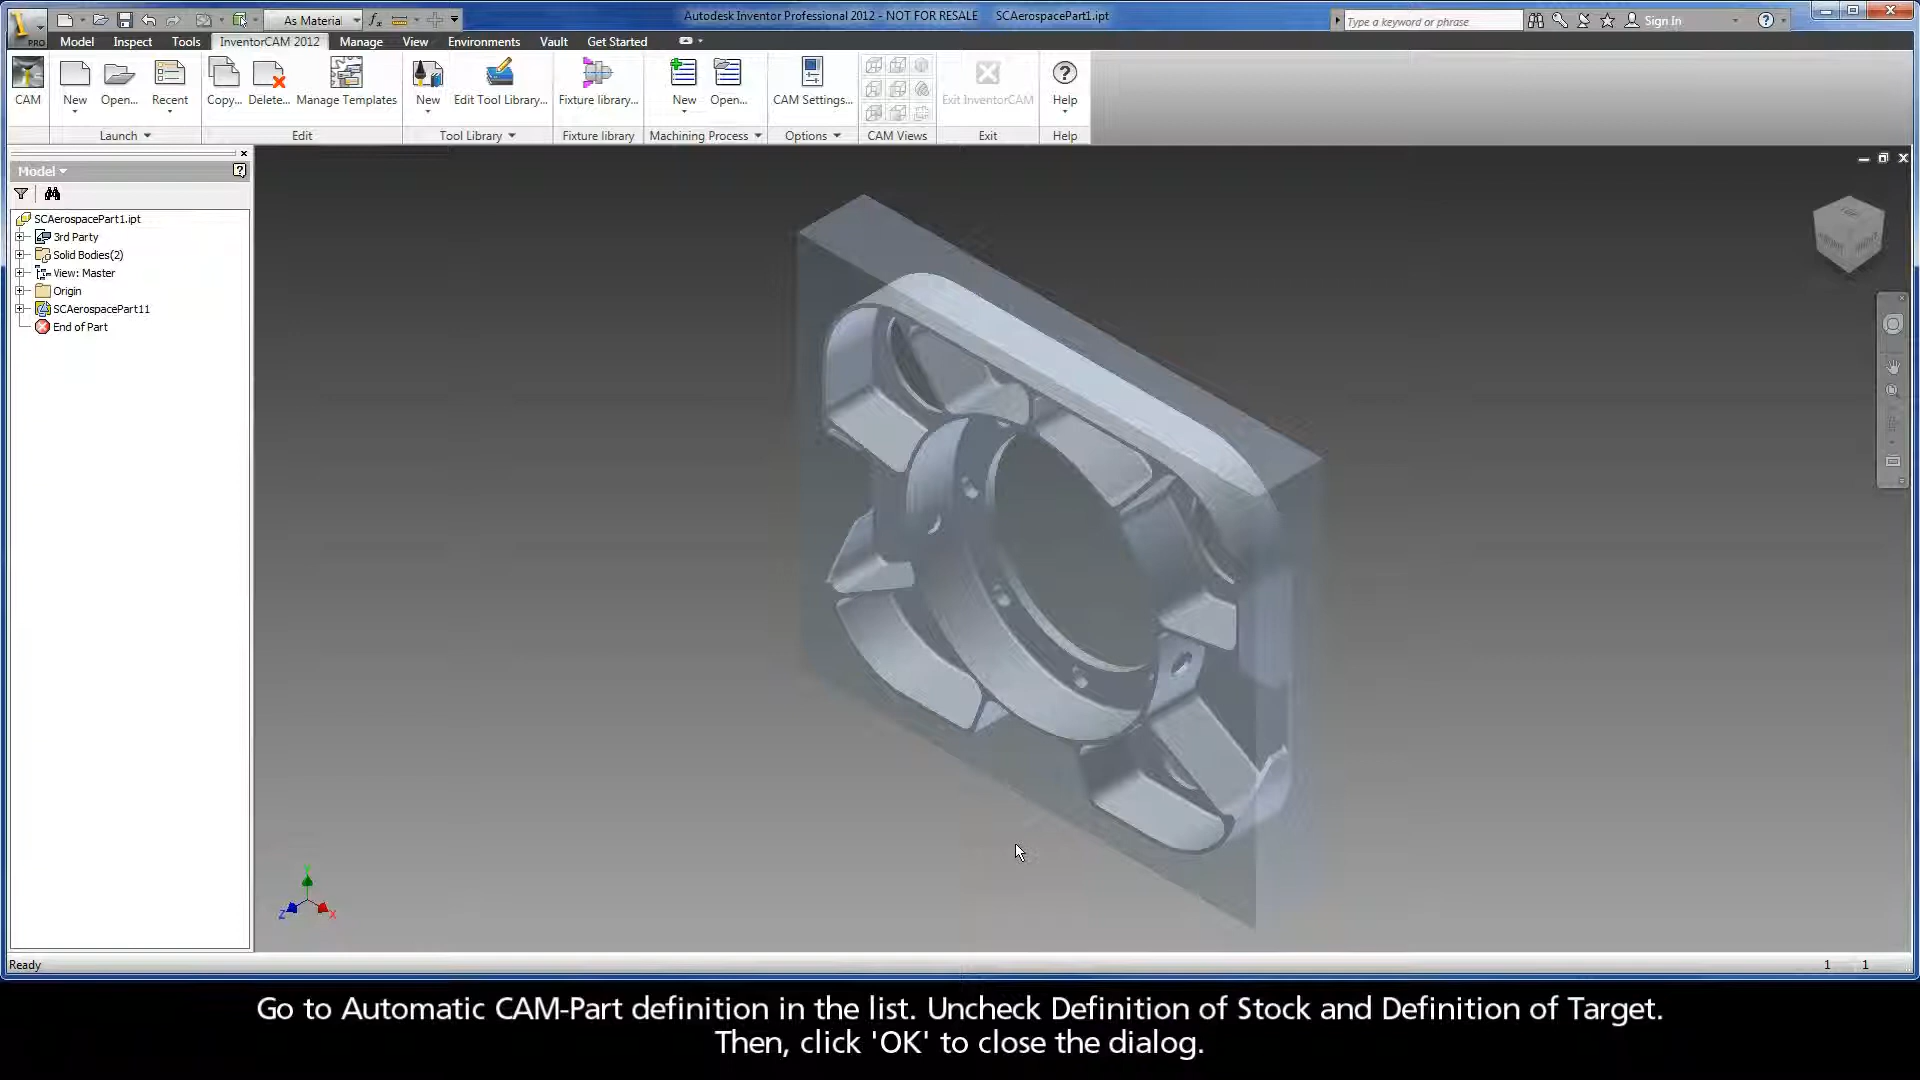 As Material
Autodesk Inventor Professional 2012 - NOT FOR RESALE SCAerospacePart1.ipt
Type a keyword or phrase
Sign In
PRO
Model Inspect Tools InventorCAM 2012 Manage View Environments Vault Get Started
CAM New Open... Recent Copy... Delete... Manage Templates New Edit Tool Library... Fixture library... New Open... CAM Settings... Exit InventorCAM Help
Launch Edit Tool Library Fixture library Machining Process Options CAM Views Exit Help
Model
SCAerospacePart1.ipt
3rd Party
Solid Bodies(2)
View: Master
Origin
SCAerospacePart11
End of Part
Y
Z X
Ready 1 1
Go to Automatic CAM-Part definition in the list. Uncheck Definition of Stock and Definition of Target.
Then, click 'OK' to close the dialog.